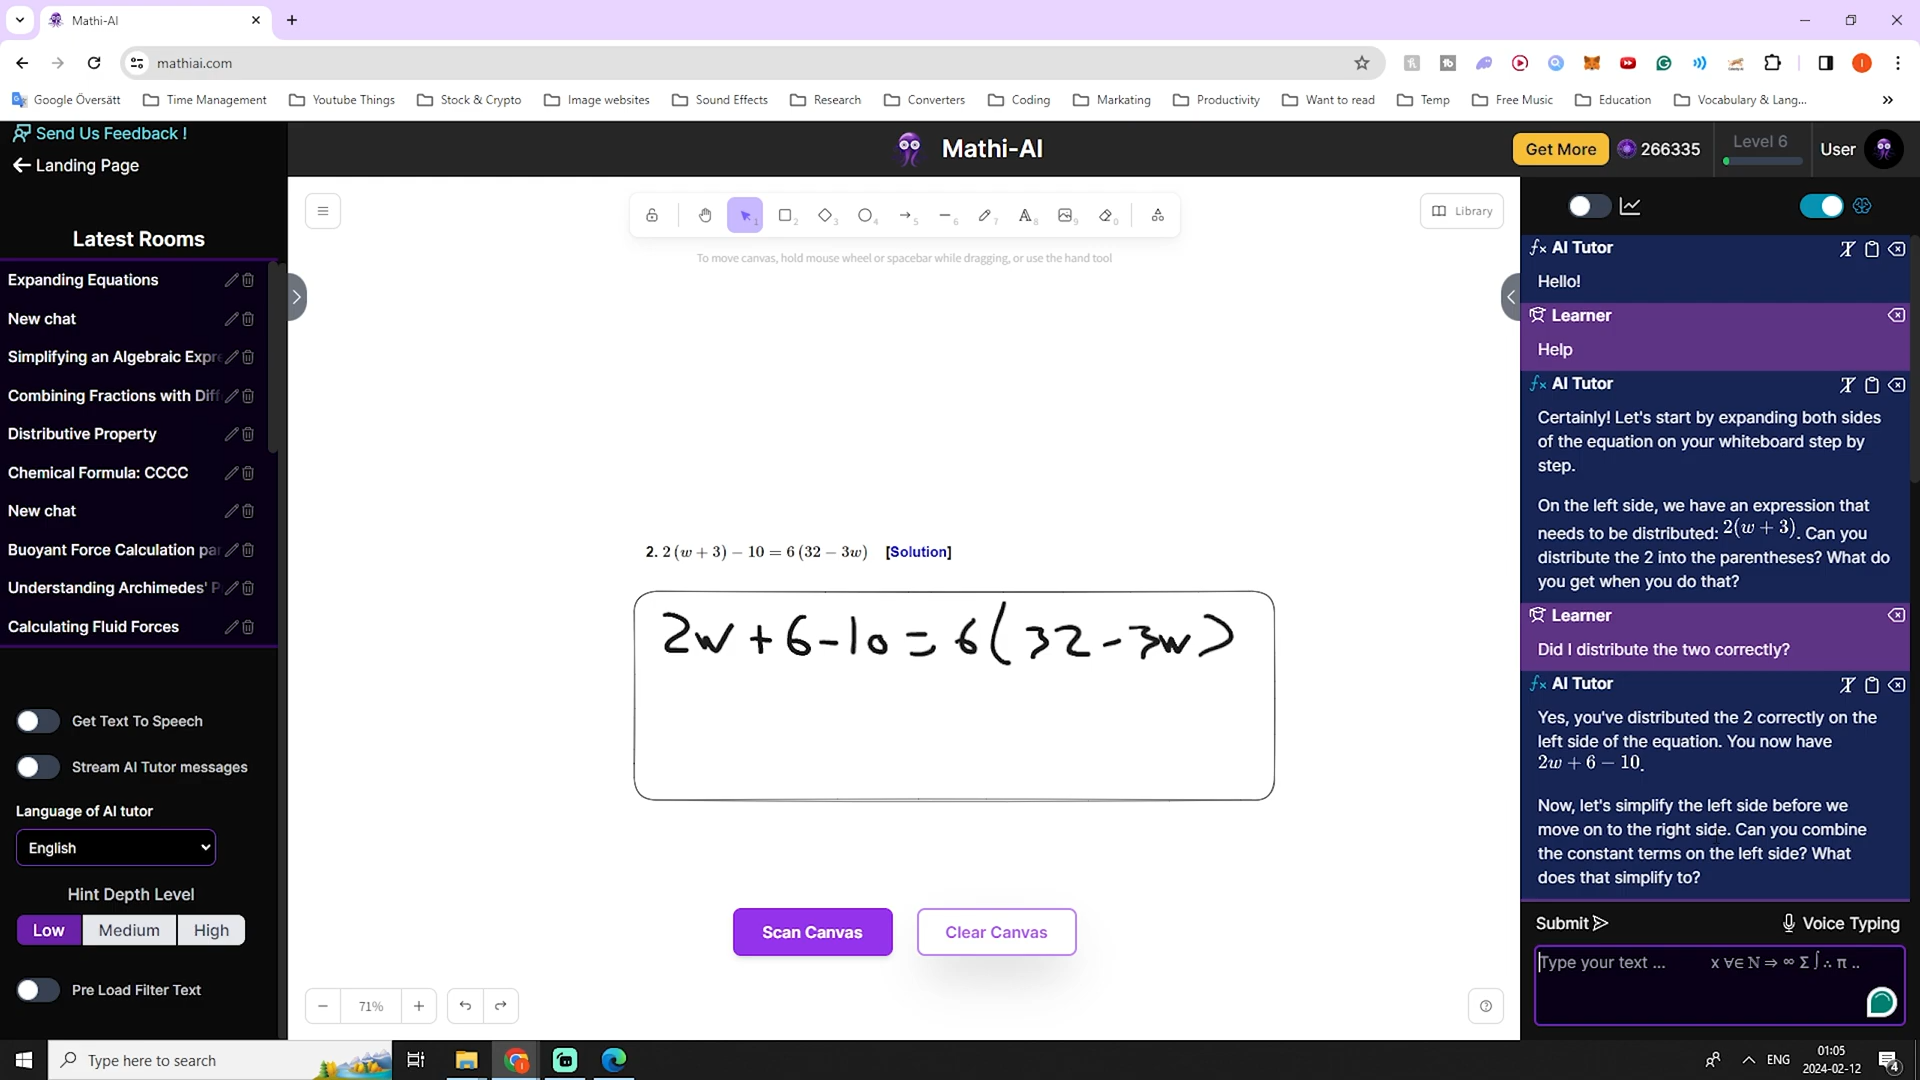 Mathi-AI
mathiai.com
Google Översätt
Time Management
Youtube Things
Stock & Crypto
Image websites
Sound Effects
Research
Converters
Coding
Markating
Productivity
Want to read
Temp
Free Music
Education
Vocabulary & Lang...
Send Us Feedback !
Landing Page
Mathi-AI
Get More
266335
Level 6
User
Latest Rooms
Expanding Equations
New chat
Simplifying an Algebraic Expre
Combining Fractions with Diff
Distributive Property
Chemical Formula: CCCC
New chat
Buoyant Force Calculation par
Understanding Archimedes' P
Calculating Fluid Forces
Get Text To Speech
Stream AI Tutor messages
Language of AI tutor
English
Hint Depth Level
Low Medium High
Pre Load Filter Text
1 2 3 4 5 6 7 8 9 0
Library
To move canvas, hold mouse wheel or spacebar while dragging, or use the hand tool
2. 2 (w + 3) − 10 = 6 (32 − 3w) [Solution]
2w + 6 - 10 = 6( 32 - 3w )
Scan Canvas
Clear Canvas
71%
AI Tutor
Hello!
Learner
Help
AI Tutor
Certainly! Let's start by expanding both sides
of the equation on your whiteboard step by
step.
On the left side, we have an expression that
needs to be distributed: 2(w + 3). Can you
distribute the 2 into the parentheses? What do
you get when you do that?
Learner
Did I distribute the two correctly?
AI Tutor
Yes, you've distributed the 2 correctly on the
left side of the equation. You now have
2w + 6 − 10.
Now, let's simplify the left side before we
move on to the right side. Can you combine
the constant terms on the left side? What
does that simplify to?
Submit
Voice Typing
Type your text ... x ∀∈ ℕ ⇒ ∞ Σ ∫ ∴ π ..
Type here to search
ENG
01:05
2024-02-12
4